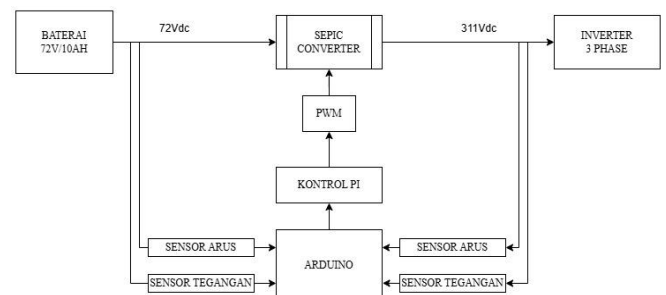 BATERAI
72V/10AH
72Vdc
SEPIC
CONVERTER
311Vdc
INVERTER
3 PHASE
PWM
KONTROL PI
SENSOR ARUS
ARDUINO
SENSOR ARUS
SENSOR TEGANGAN
SENSOR TEGANGAN